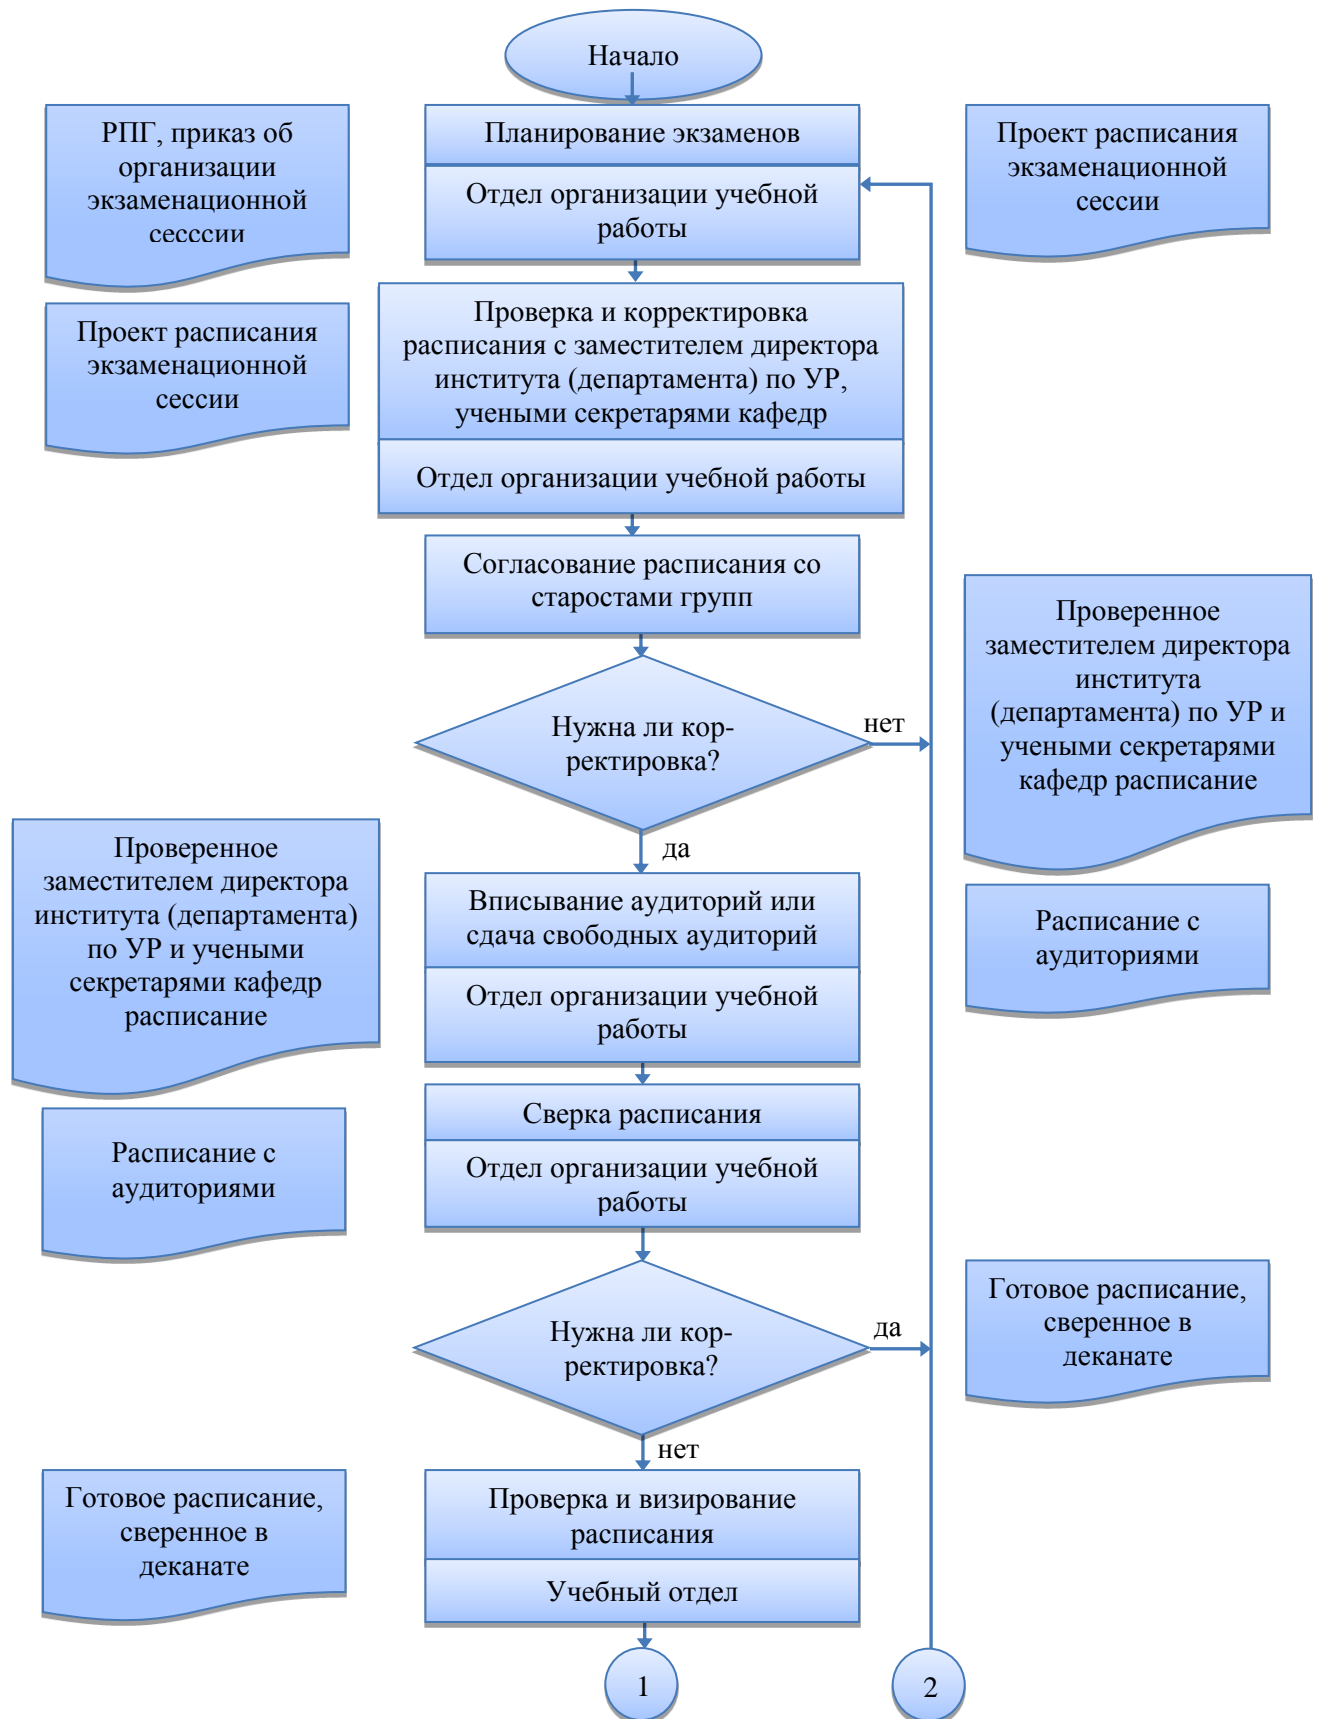 Начало
РПГ, приказ об
организации
экзаменационной
сесссии
Планирование экзаменов
Отдел организации учебной
работы
Проект расписания
экзаменационной
сессии
Проект расписания
экзаменационной
сессии
Проверка и корректировка
расписания с заместителем директора
института (департамента) по УР,
учеными секретарями кафедр
Отдел организации учебной работы
Согласование расписания со
старостами групп
Проверенное
заместителем директора
института
(департамента) по УР и
учеными секретарями
кафедр расписание
Нужна ли кор-
ректировка?
нет
да
Проверенное
заместителем директора
института (департамента)
по УР и учеными
секретарями кафедр
расписание
Вписывание аудиторий или
сдача свободных аудиторий
Отдел организации учебной
работы
Расписание с
аудиториями
Расписание с
аудиториями
Сверка расписания
Отдел организации учебной
работы
Нужна ли кор-
ректировка?
да
нет
Готовое расписание,
сверенное в
деканате
Готовое расписание,
сверенное в
деканате
Проверка и визирование
расписания
Учебный отдел
1
2